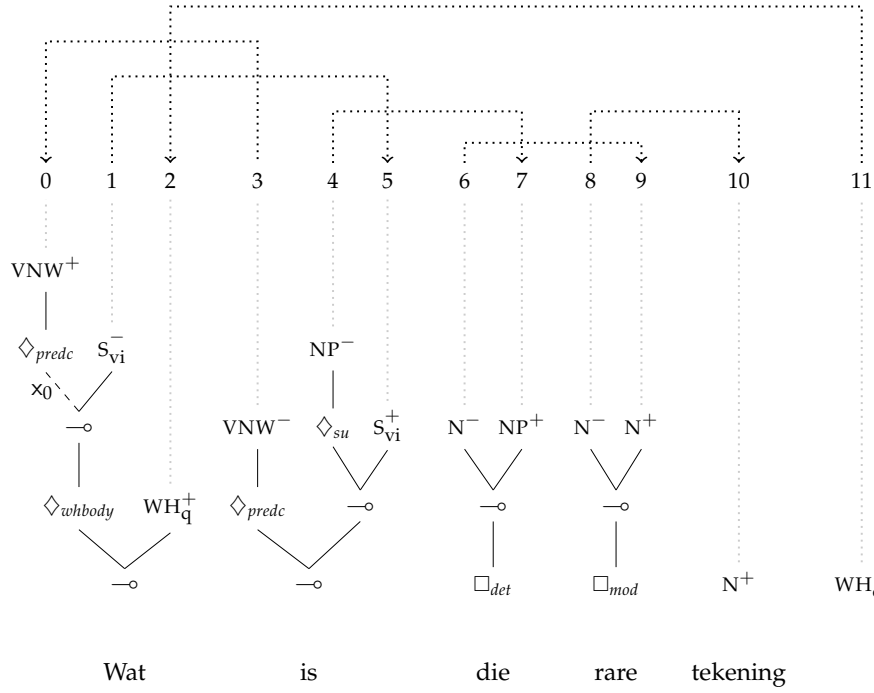 0 1 2 3 4 5 6 7 8 9 10 11
VNW⁺
◇predc S⁻vi NP⁻
x₀
⊸ VNW⁻ ◇su S⁺vi N⁻ NP⁺ N⁻ N⁺
◇whbody WH⁺q ◇predc ⊸ ⊸ ⊸
⊸ ⊸ □det □mod N⁺ WH
Wat is die rare tekening